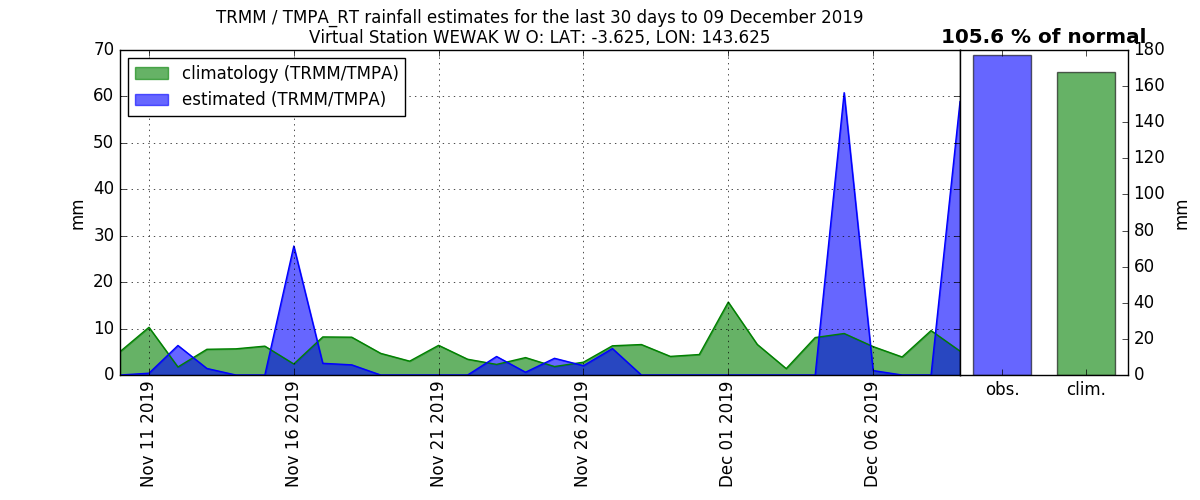 TRMM / TMPA_RT rainfall estimates for the last 30 days to 09 December 2019
Virtual Station WEWAK W O: LAT: -3.625, LON: 143.625
105.6 % of normal
climatology (TRMM/TMPA)
estimated (TRMM/TMPA)
70
60
50
40
30
20
10
0
mm
Nov 11 2019
Nov 16 2019
Nov 21 2019
Nov 26 2019
Dec 01 2019
Dec 06 2019
180
160
140
120
100
80
60
40
20
0
mm
obs.
clim.